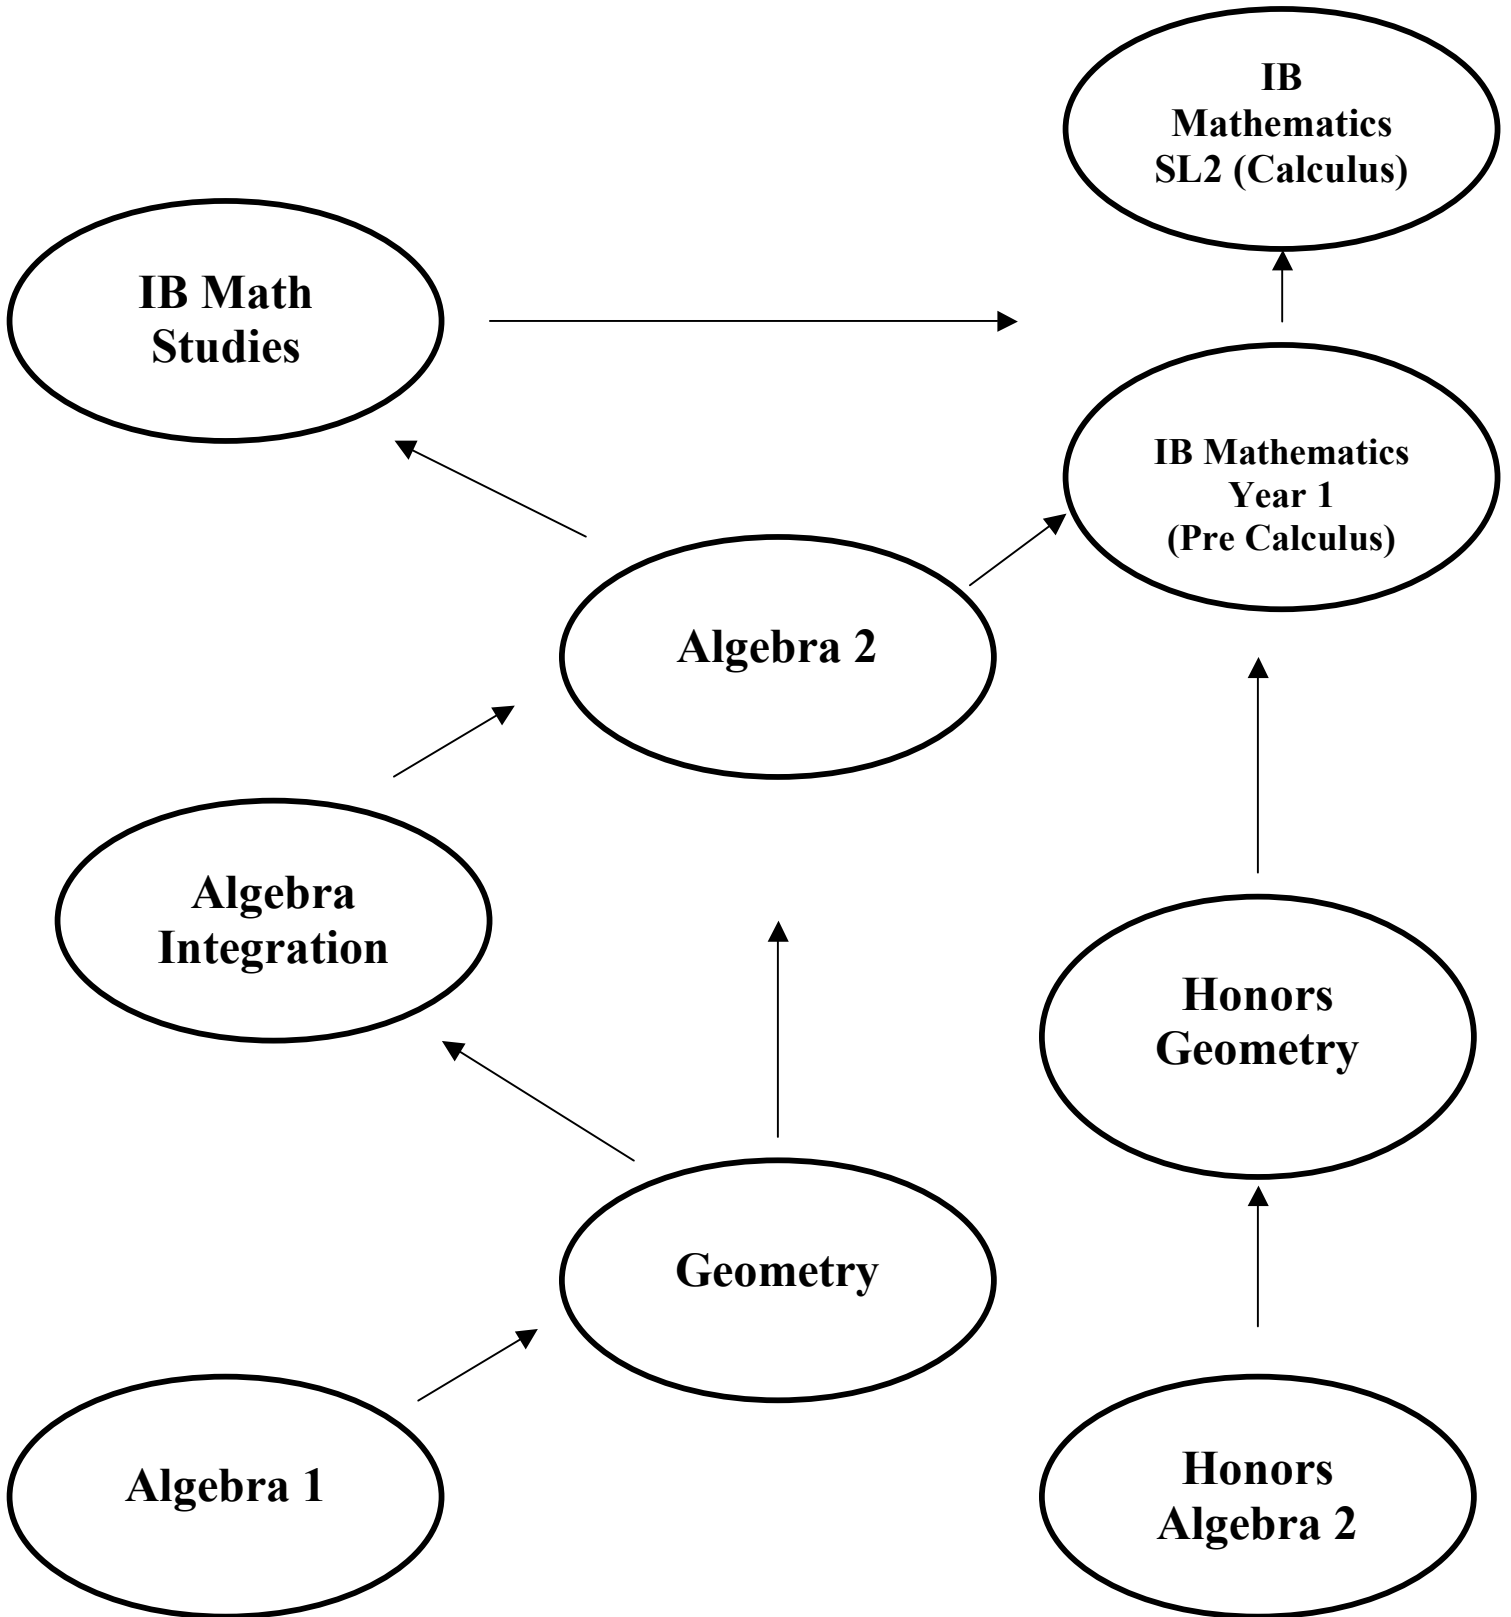 IB
Mathematics
SL2 (Calculus)
IB Math
Studies
IB Mathematics
Year 1
(Pre Calculus)
Algebra 2
Algebra
Integration
Honors
Geometry
Geometry
Algebra 1
Honors
Algebra 2